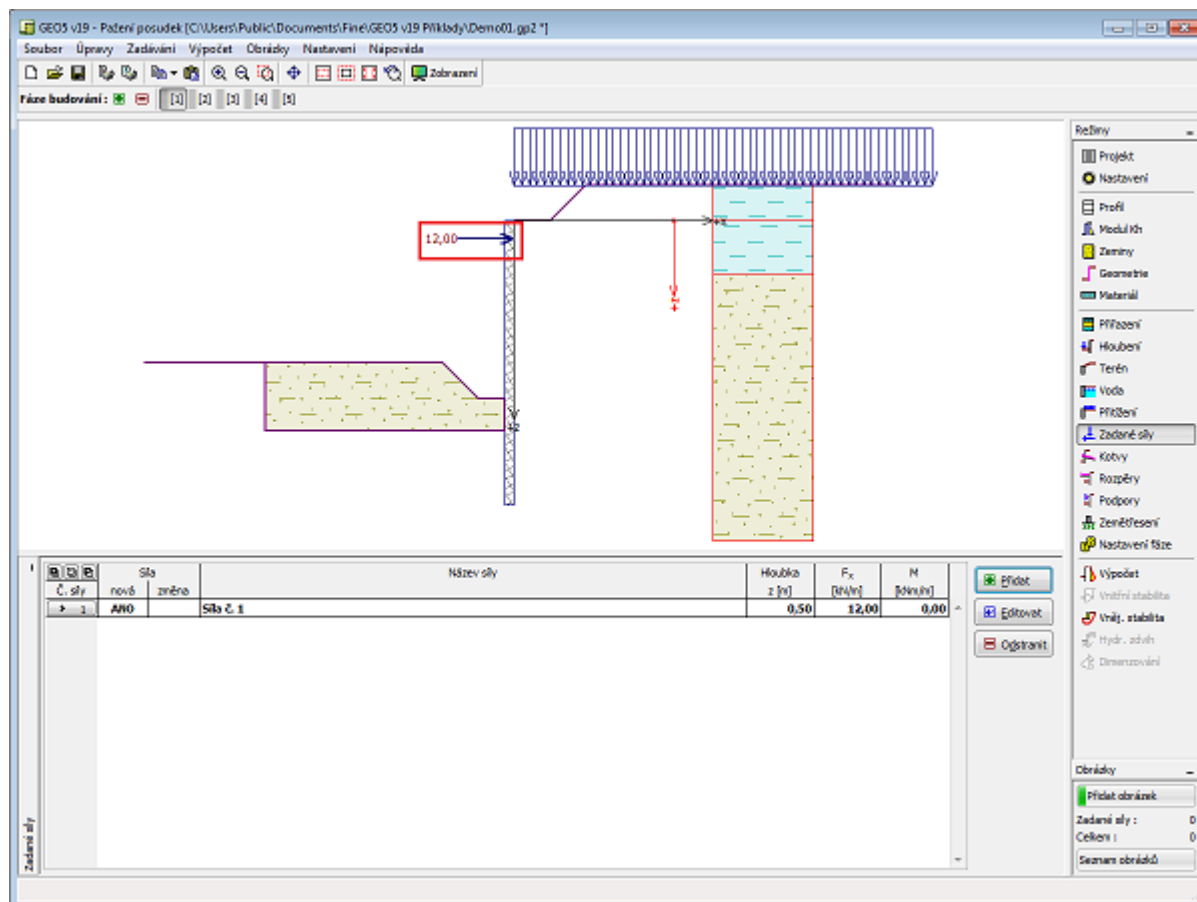 GEO5 v19 - Pažení posudek [C:\Users\Public\Documents\Fine\GEO5 v19 Příklady\Demo01.gp2 *]
Soubor Úpravy Zadávání Výpočet Obrázky Nastavení Nápověda
Zobrazení
Fáze budování : [1] [2] [3] [4] [5]
12,00
+x
+z
+z
Režimy
Projekt
Nastavení
Profil
Modul Kh
Zeminy
Geometrie
Materiál
Přiřazení
Hloubení
Terén
Voda
Přitížení
Zadané síly
Kotvy
Rozpěry
Podpory
Zemětřesení
Nastavení fáze
Výpočet
Vnitřní stabilita
Vněj. stabilita
Hydr. zdvih
Dimenzování
Č. síly
Síla
nová změna
Název síly
Hloubka
z [m]
Fx
[kN/m]
M
[kNm/m]
1 ANO Síla č. 1 0,50 12,00 0,00
Přidat
Editovat
Odstranit
Zadané síly
Obrázky
Přidat obrázek
Zadané síly : 0
Celkem : 0
Seznam obrázků